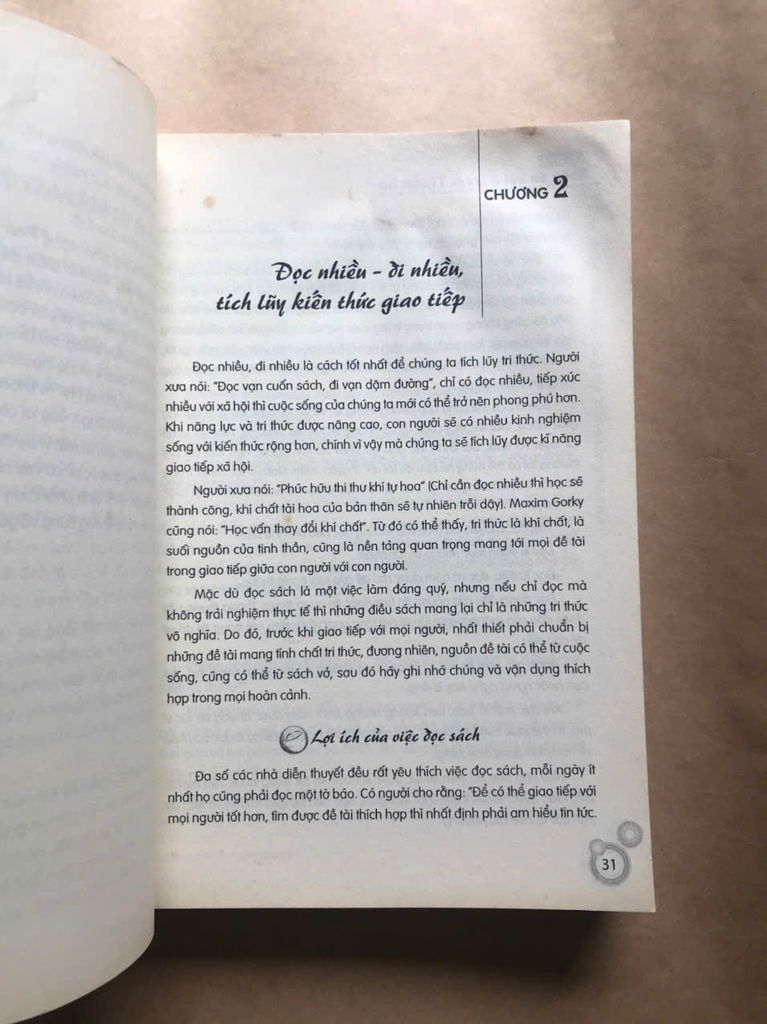 CHƯƠNG 2
Đọc nhiều - đi nhiều,
tích lũy kiến thức giao tiếp
Đọc nhiều, đi nhiều là cách tốt nhất để chúng ta tích lũy tri thức. Người
xưa nói: "Đọc vạn cuốn sách, đi vạn dặm đường", chỉ có đọc nhiều, tiếp xúc
nhiều với xã hội thì cuộc sống của chúng ta mới có thể trở nên phong phú hơn.
Khi năng lực và tri thức được nâng cao, con người sẽ có nhiều kinh nghiệm
sống với kiến thức rộng hơn, chính vì vậy mà chúng ta sẽ tích lũy được kĩ năng
giao tiếp xã hội.
Người xưa nói: "Phúc hữu thi thư khí tự hoa" (Chỉ cần đọc nhiều thì học sẽ
thành công, khí chất tài hoa của bản thân sẽ tự nhiên trỗi dậy). Maxim Gorky
cũng nói: "Học vấn thay đổi khí chất". Từ đó có thể thấy, tri thức là khí chất, là
suối nguồn của tinh thần, cũng là nền tảng quan trọng mang tới mọi đề tài
trong giao tiếp giữa con người với con người.
Mặc dù đọc sách là một việc làm đáng quý, nhưng nếu chỉ đọc mà
không trải nghiệm thực tế thì những điều sách mang lại chỉ là những tri thức
vô nghĩa. Do đó, trước khi giao tiếp với mọi người, nhất thiết phải chuẩn bị
những đề tài mang tính chất tri thức, đương nhiên, nguồn đề tài có thể từ cuộc
sống, cũng có thể từ sách vở, sau đó hãy ghi nhớ chúng và vận dụng thích
hợp trong mọi hoàn cảnh.
Lợi ích của việc đọc sách
Đa số các nhà diễn thuyết đều rất yêu thích việc đọc sách, mỗi ngày ít
nhất họ cũng phải đọc một tờ báo. Có người cho rằng: "Để có thể giao tiếp với
mọi người tốt hơn, tìm được đề tài thích hợp thì nhất định phải am hiểu tin tức.
31